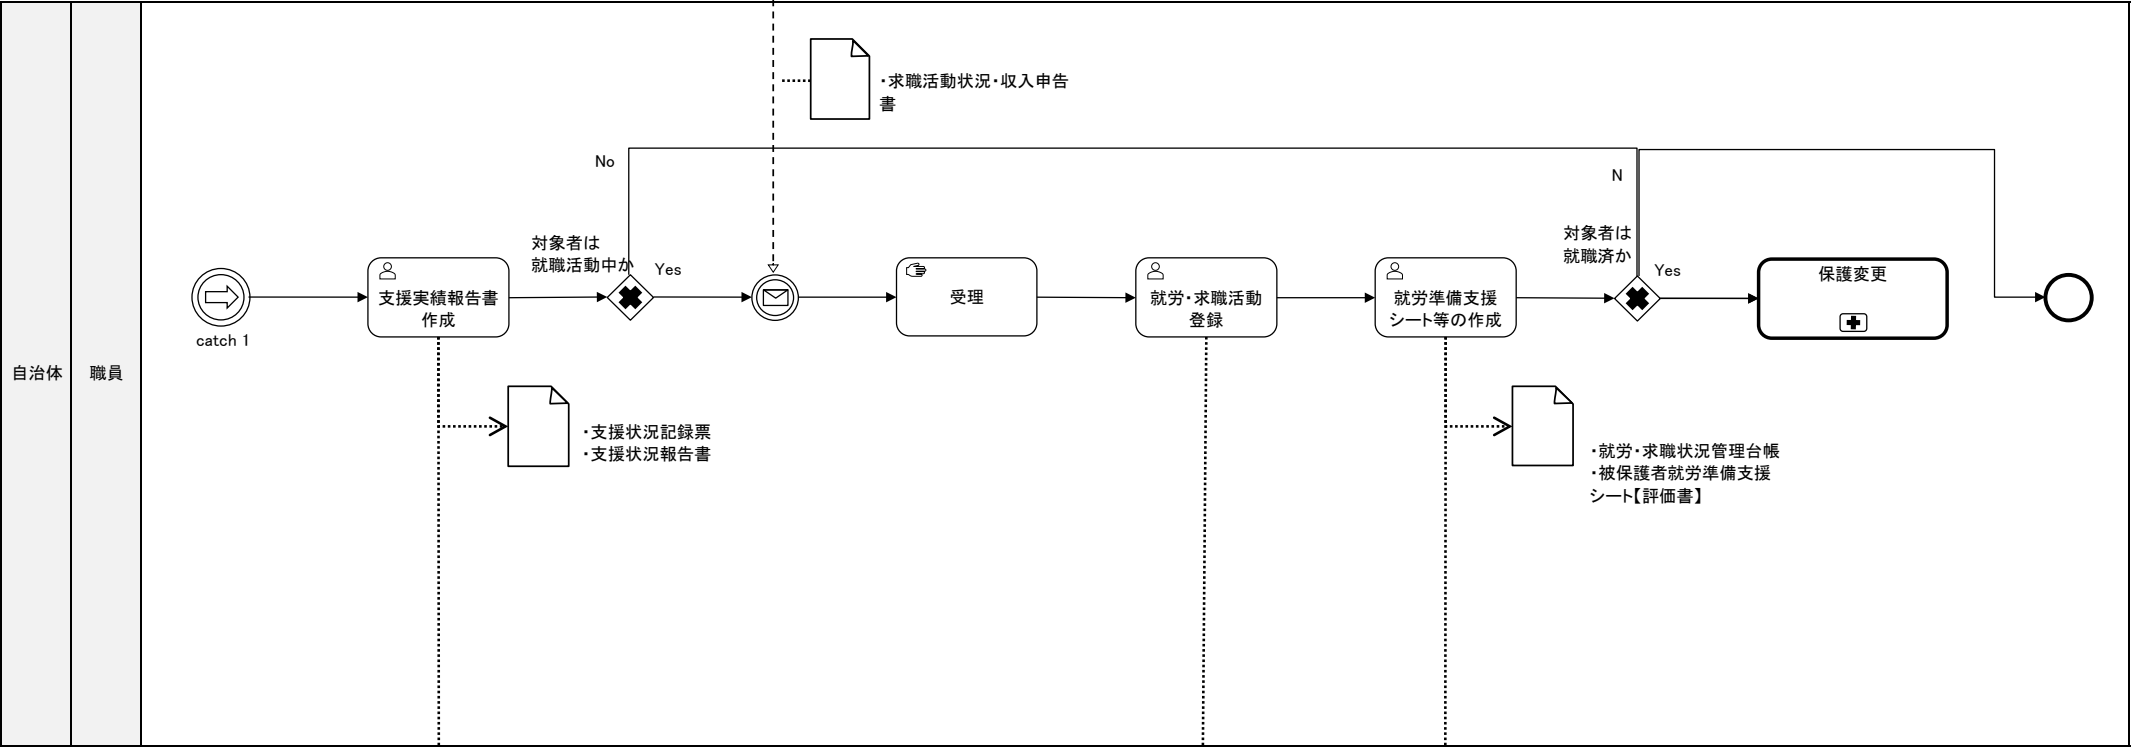 ・求職活動状況・収入申告
書
No
N
対象者は
就職活動中か
Yes
対象者は
就職済か
Yes
支援実績報告書
作成
受理
就労・求職活動
登録
就労準備支援
シート等の作成
保護変更
catch 1
自治体
職員
・支援状況記録票
・支援状況報告書
・就労・求職状況管理台帳
・被保護者就労準備支援
シート【評価書】